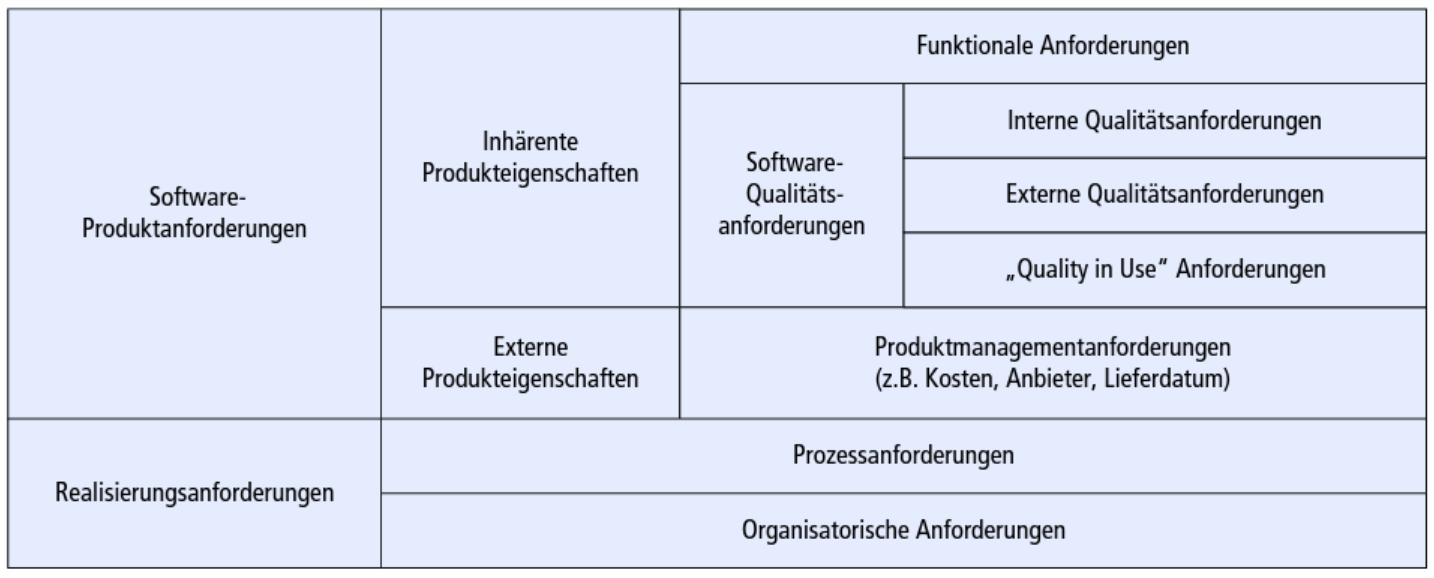 Software-
Produktanforderungen
Inhärente
Produkteigenschaften
Funktionale Anforderungen
Software-
Qualitäts-
anforderungen
Interne Qualitätsanforderungen
Externe Qualitätsanforderungen
„Quality in Use“ Anforderungen
Externe
Produkteigenschaften
Produktmanagementanforderungen
(z.B. Kosten, Anbieter, Lieferdatum)
Realisierungsanforderungen
Prozessanforderungen
Organisatorische Anforderungen